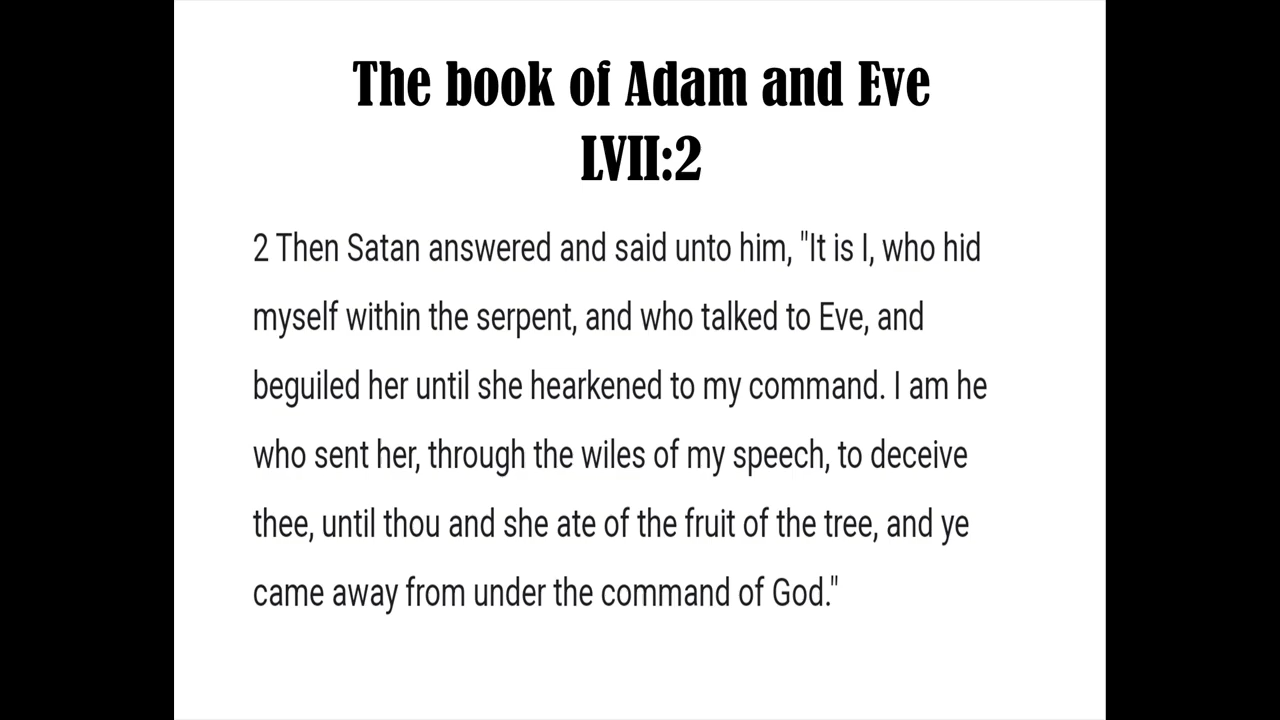 The book of Adam and Eve
LVII:2
2 Then Satan answered and said unto him, "It is I, who hid
myself within the serpent, and who talked to Eve, and
beguiled her until she hearkened to my command. I am he
who sent her, through the wiles of my speech, to deceive
thee, until thou and she ate of the fruit of the tree, and ye
came away from under the command of God."